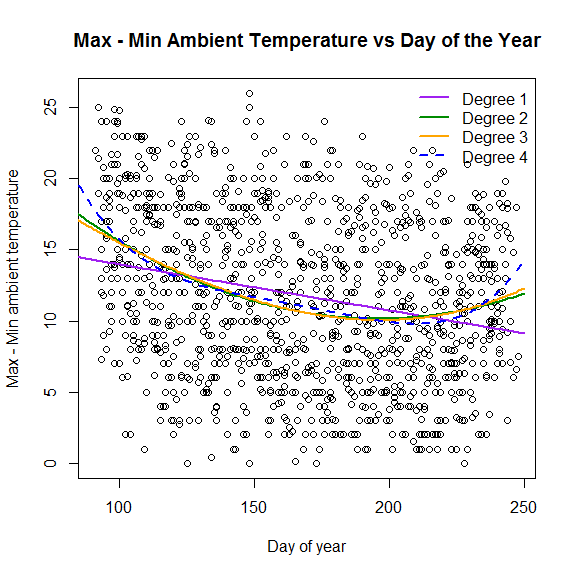 Max - Min Ambient Temperature vs Day of the Year
Max - Min ambient temperature
25
20
15
10
5
0
Degree 1
Degree 2
Degree 3
Degree 4
100 150 200 250
Day of year